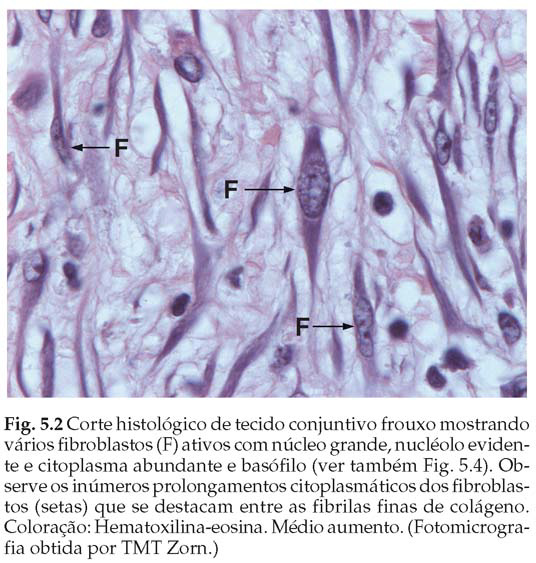 F
F
F
Fig. 5.2 Corte histológico de tecido conjuntivo frouxo mostrando
vários fibroblastos (F) ativos com núcleo grande, nucléolo eviden-
te e citoplasma abundante e basófilo (ver também Fig. 5.4). Ob-
serve os inúmeros prolongamentos citoplasmáticos dos fibroblas-
tos (setas) que se destacam entre as fibrilas finas de colágeno.
Coloração: Hematoxilina-eosina. Médio aumento. (Fotomicrogra-
fia obtida por TMT Zorn.)